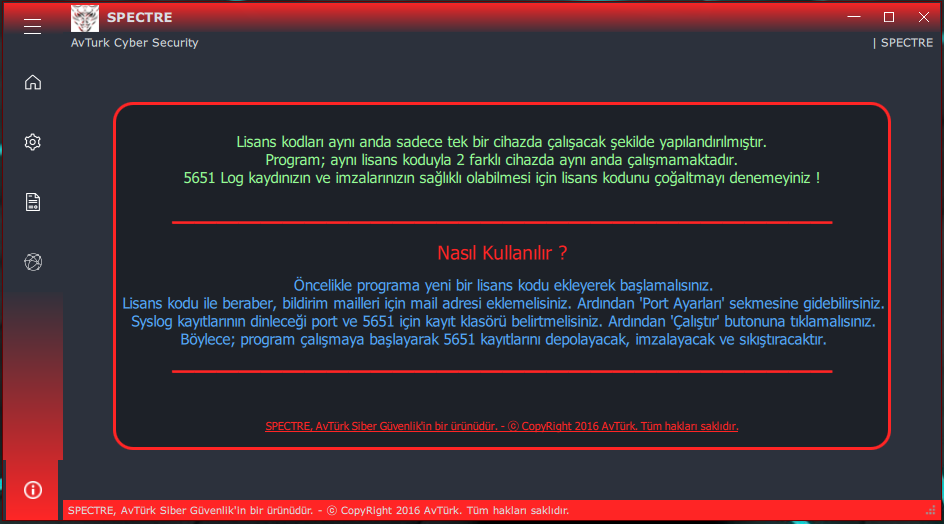 SPECTRE
AvTurk Cyber Security
| SPECTRE
Lisans kodları aynı anda sadece tek bir cihazda çalışacak şekilde yapılandırılmıştır.
Program; aynı lisans koduyla 2 farklı cihazda aynı anda çalışmamaktadır.
5651 Log kaydınızın ve imzalarınızın sağlıklı olabilmesi için lisans kodunu çoğaltmayı denemeyiniz !
Nasıl Kullanılır ?
Öncelikle programa yeni bir lisans kodu ekleyerek başlamalısınız.
Lisans kodu ile beraber, bildirim mailleri için mail adresi eklemelisiniz. Ardından 'Port Ayarları' sekmesine gidebilirsiniz.
Syslog kayıtlarının dinleceği port ve 5651 için kayıt klasörü belirtmelisiniz. Ardından 'Çalıştır' butonuna tıklamalısınız.
Böylece; program çalışmaya başlayarak 5651 kayıtlarını depolayacak, imzalayacak ve sıkıştıracaktır.
SPECTRE, AvTürk Siber Güvenlik'in bir ürünüdür. - © CopyRight 2016 AvTürk. Tüm hakları saklıdır.
SPECTRE, AvTürk Siber Güvenlik'in bir ürünüdür. - © CopyRight 2016 AvTürk. Tüm hakları saklıdır.